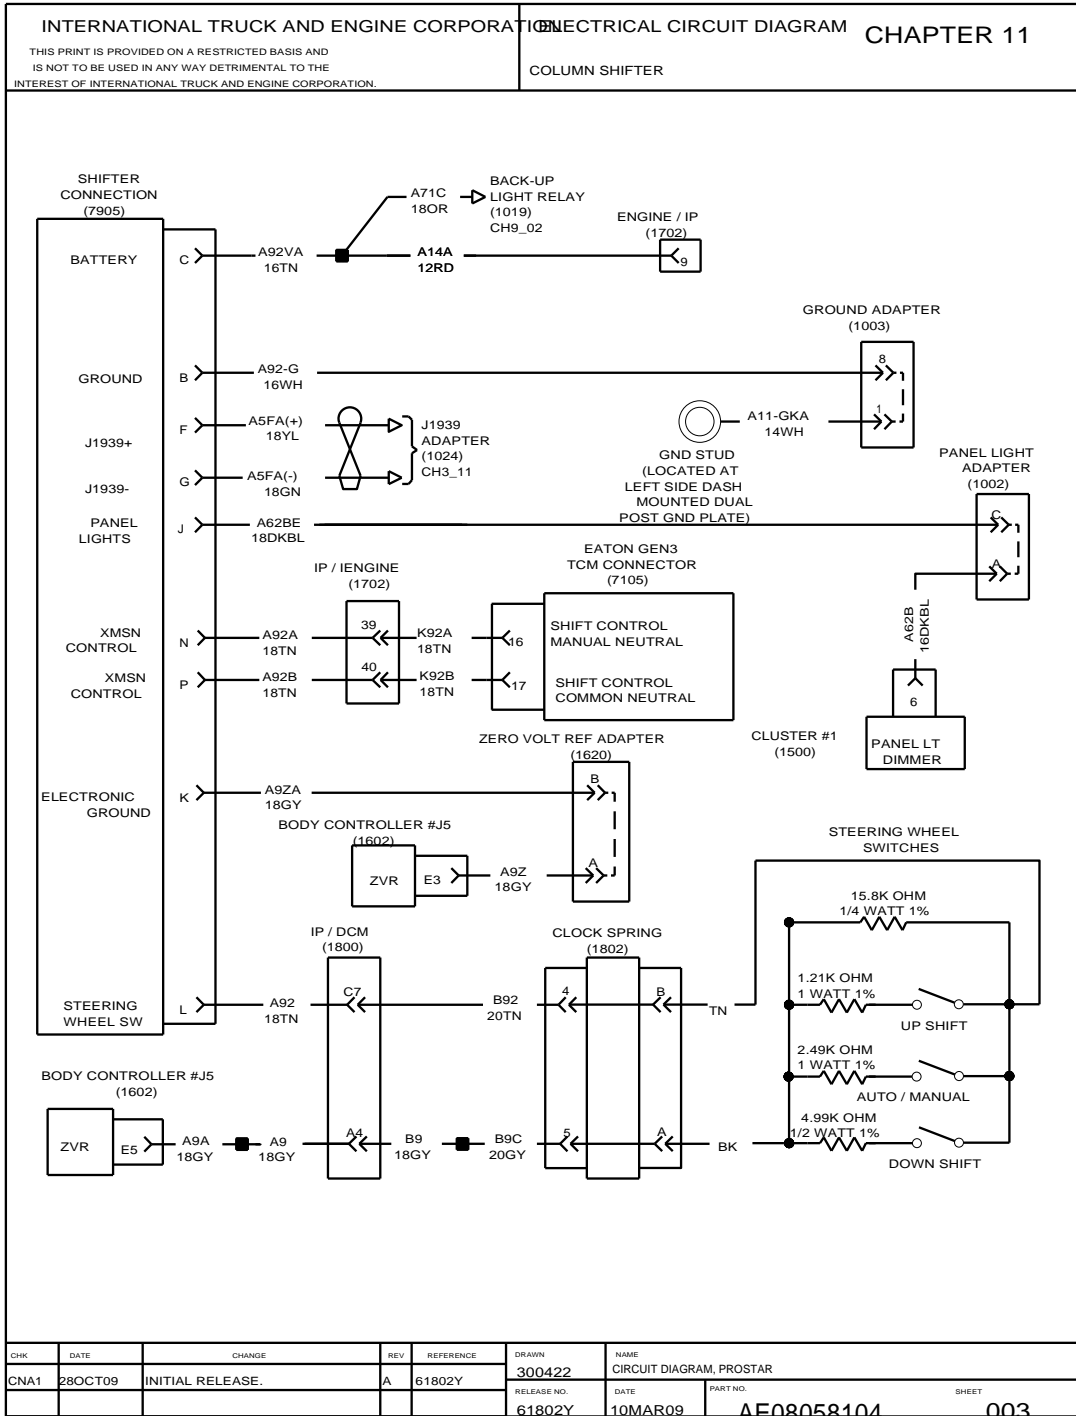 INTERNATIONAL TRUCK AND ENGINE CORPORATION
THIS PRINT IS PROVIDED ON A RESTRICTED BASIS AND
IS NOT TO BE USED IN ANY WAY DETRIMENTAL TO THE
INTEREST OF INTERNATIONAL TRUCK AND ENGINE CORPORATION.
ELECTRICAL CIRCUIT DIAGRAM
CHAPTER 11
COLUMN SHIFTER
SHIFTER
CONNECTION
(7905)
BATTERY
C
A92VA
16TN
A71C
18OR
BACK-UP
LIGHT RELAY
(1019)
CH9_02
A14A
12RD
ENGINE / IP
(1702)
9
GROUND ADAPTER
(1003)
8
1
GROUND
B
A92-G
16WH
A11-GKA
14WH
GND STUD
(LOCATED AT
LEFT SIDE DASH
MOUNTED DUAL
POST GND PLATE)
J1939+
F
A5FA(+)
18YL
J1939-
G
A5FA(-)
18GN
J1939
ADAPTER
(1024)
CH3_11
PANEL LIGHT
ADAPTER
(1002)
C
A
PANEL
LIGHTS
J
A62BE
18DKBL
A62B
16DKBL
6
PANEL LT
DIMMER
CLUSTER #1
(1500)
IP / IENGINE
(1702)
39
40
EATON GEN3
TCM CONNECTOR
(7105)
XMSN
CONTROL
N
A92A
18TN
K92A
18TN
16
SHIFT CONTROL
MANUAL NEUTRAL
XMSN
CONTROL
P
A92B
18TN
K92B
18TN
17
SHIFT CONTROL
COMMON NEUTRAL
ZERO VOLT REF ADAPTER
(1620)
B
A
ELECTRONIC
GROUND
K
A9ZA
18GY
BODY CONTROLLER #J5
(1602)
ZVR
E3
A9Z
18GY
STEERING WHEEL
SWITCHES
15.8K OHM
1/4 WATT 1%
1.21K OHM
1 WATT 1%
UP SHIFT
2.49K OHM
1 WATT 1%
AUTO / MANUAL
4.99K OHM
1/2 WATT 1%
DOWN SHIFT
IP / DCM
(1800)
CLOCK SPRING
(1802)
STEERING
WHEEL SW
L
A92
18TN
C7
B92
20TN
4
B
TN
BODY CONTROLLER #J5
(1602)
ZVR
E5
A9A
18GY
A9
18GY
A4
B9
18GY
B9C
20GY
5
A
BK
CHK DATE CHANGE REV REFERENCE
CNA1 28OCT09 INITIAL RELEASE. A 61802Y
DRAWN
300422
NAME
CIRCUIT DIAGRAM, PROSTAR
RELEASE NO.
61802Y
DATE
10MAR09
PART NO.
AE08058104
SHEET
003